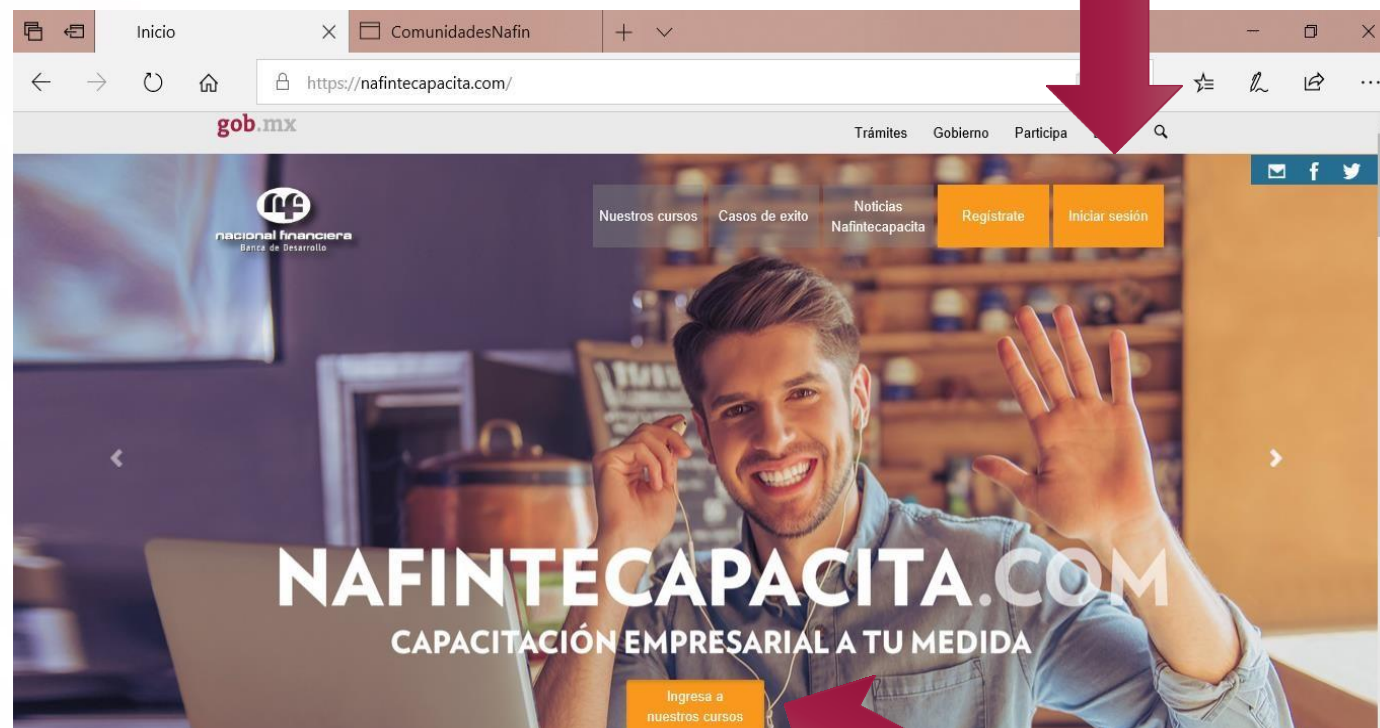 Inicio
ComunidadesNafin
https://nafintecapacita.com/
gob.mx
Trámites Gobierno Participa
nacional financiera
Banca de Desarrollo
Nuestros cursos
Casos de exito
Noticias
Nafintecapacita
Regístrate
Iniciar sesión
NAFINTECAPACITA.COM
CAPACITACIÓN EMPRESARIAL A TU MEDIDA
Ingresa a
nuestros cursos